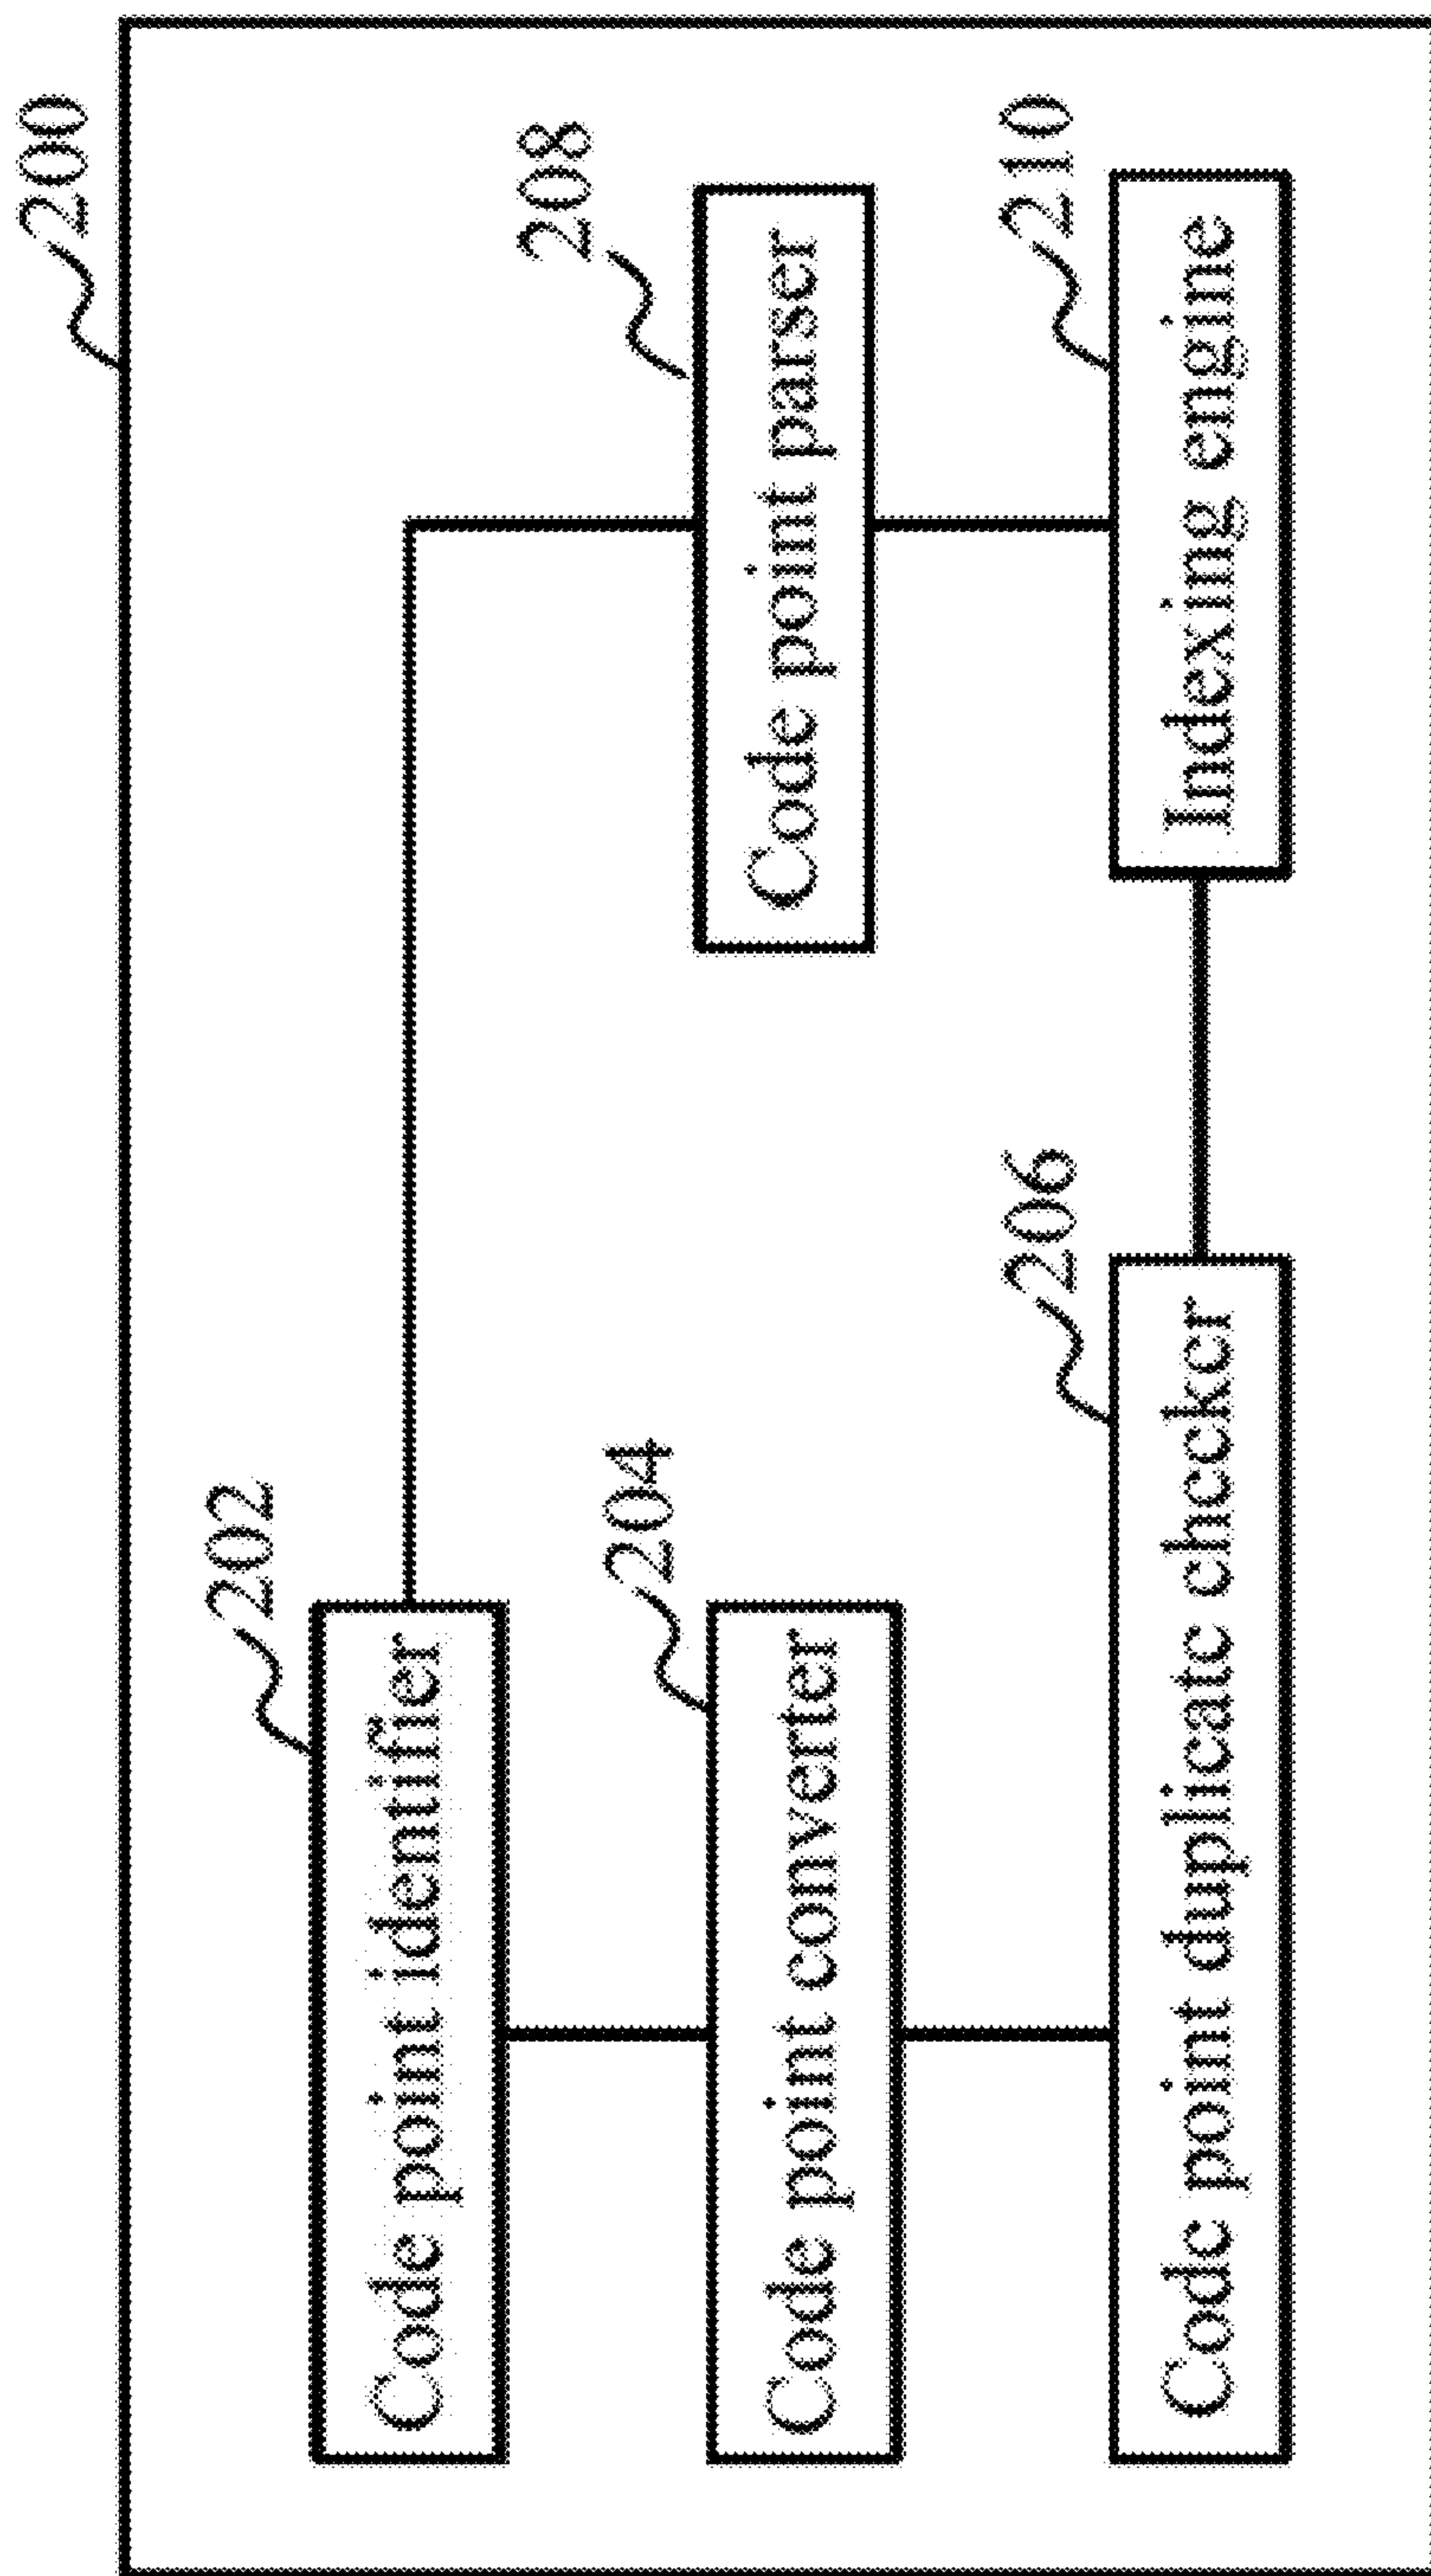 200
202
Code point identifier
208
204
Code point converter
Code point parser
206
210
Code point duplicate checker
Indexing engine